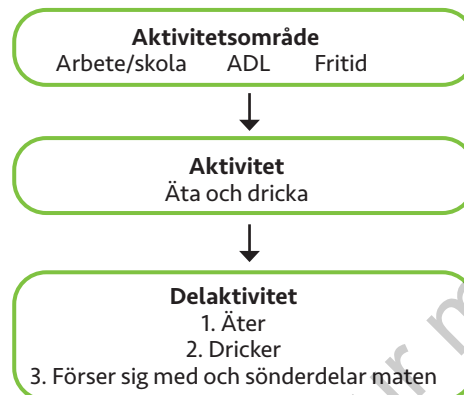 Aktivitetsområde
Arbete/skola ADL Fritid
Aktivitet
Äta och dricka
Delaktivitet
1. Äter
2. Dricker
3. Förser sig med och sönderdelar maten